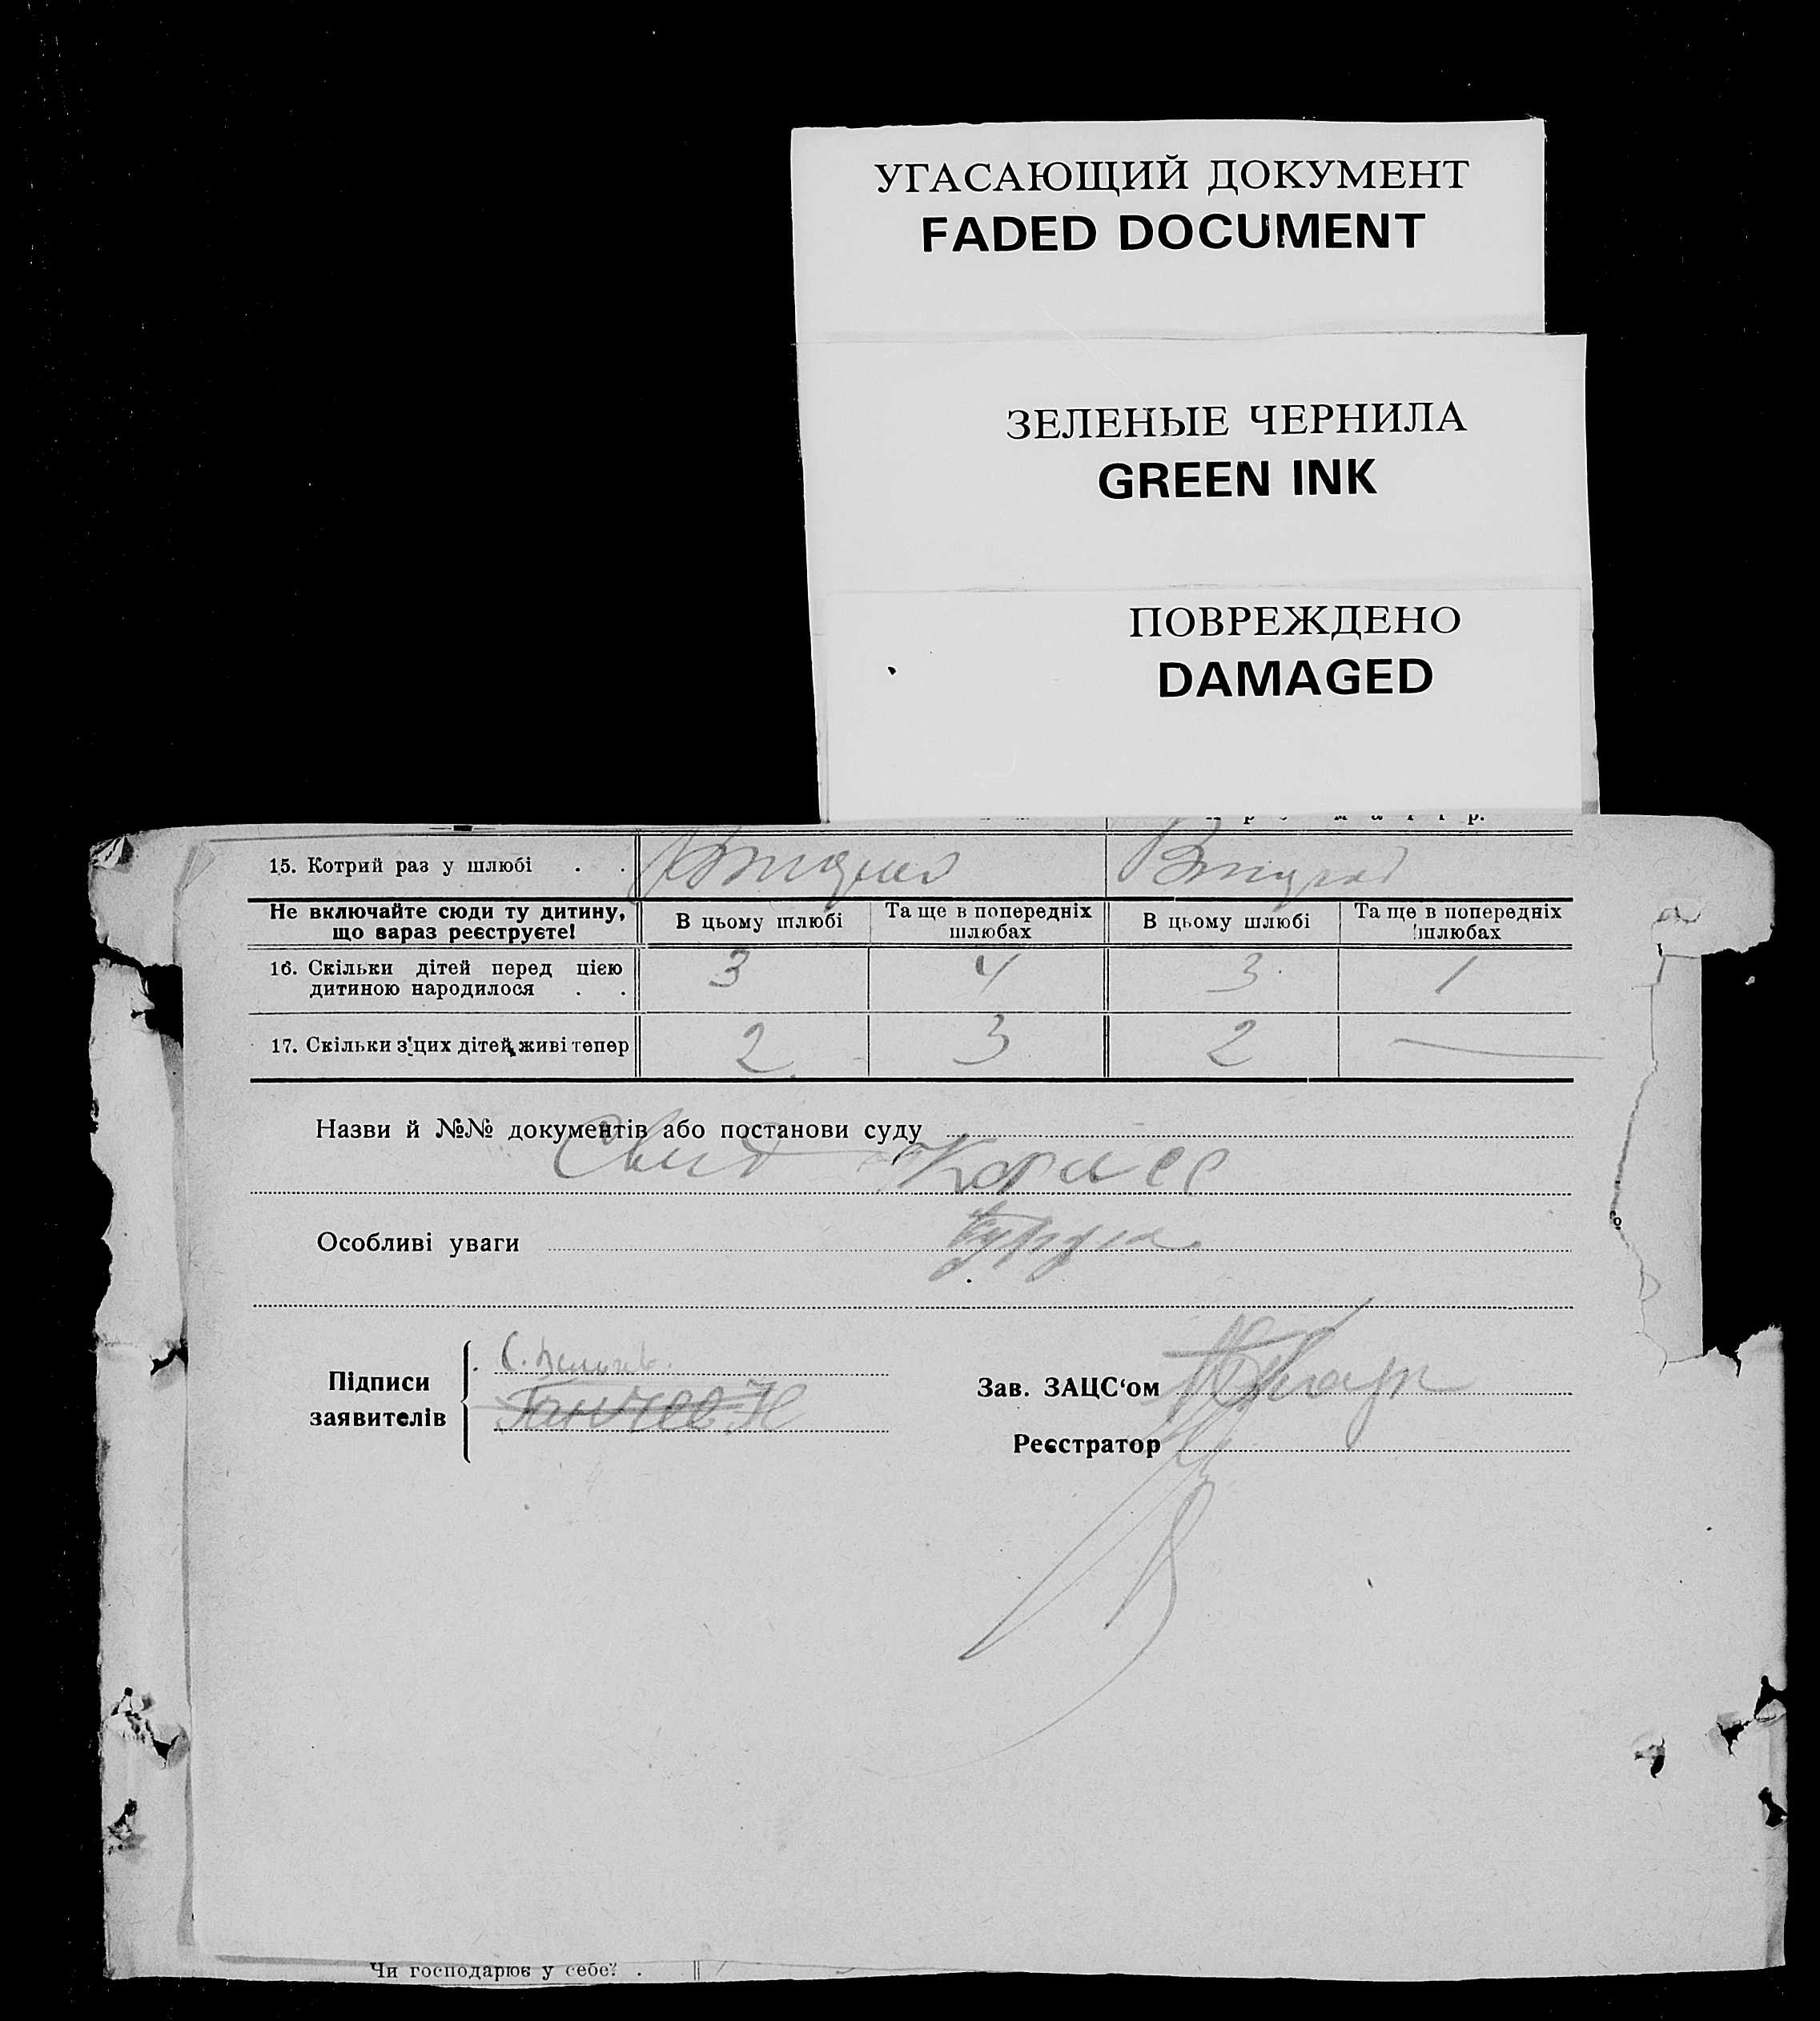 УГАСАЮЩИЙ ДОКУМЕНТ
FADED DOCUMENT
ЗЕЛЕНЫЕ ЧЕРНИЛА
GREEN INK
ПОВРЕЖДЕНО
DAMAGED
15. Котрий раз у шлюбі . .
Не включайте сюди ту дитину, що вараз реєструєте!
В цьому шлюбі
Та ще в попередніх шлюбах
В цьому шлюбі
Та ще в попередніх шлюбах
16. Скільки дітей перед цією дитиною народилося . . 3 4 3 1
17. Скільки з цих дітей живі тепер 2 3 2 —
Назви й №№ документів або постанови суду
Особливі уваги
Підписи заявителів
Зав. ЗАЦС‘ом
Реєстратор
Чи господарює у себе? .